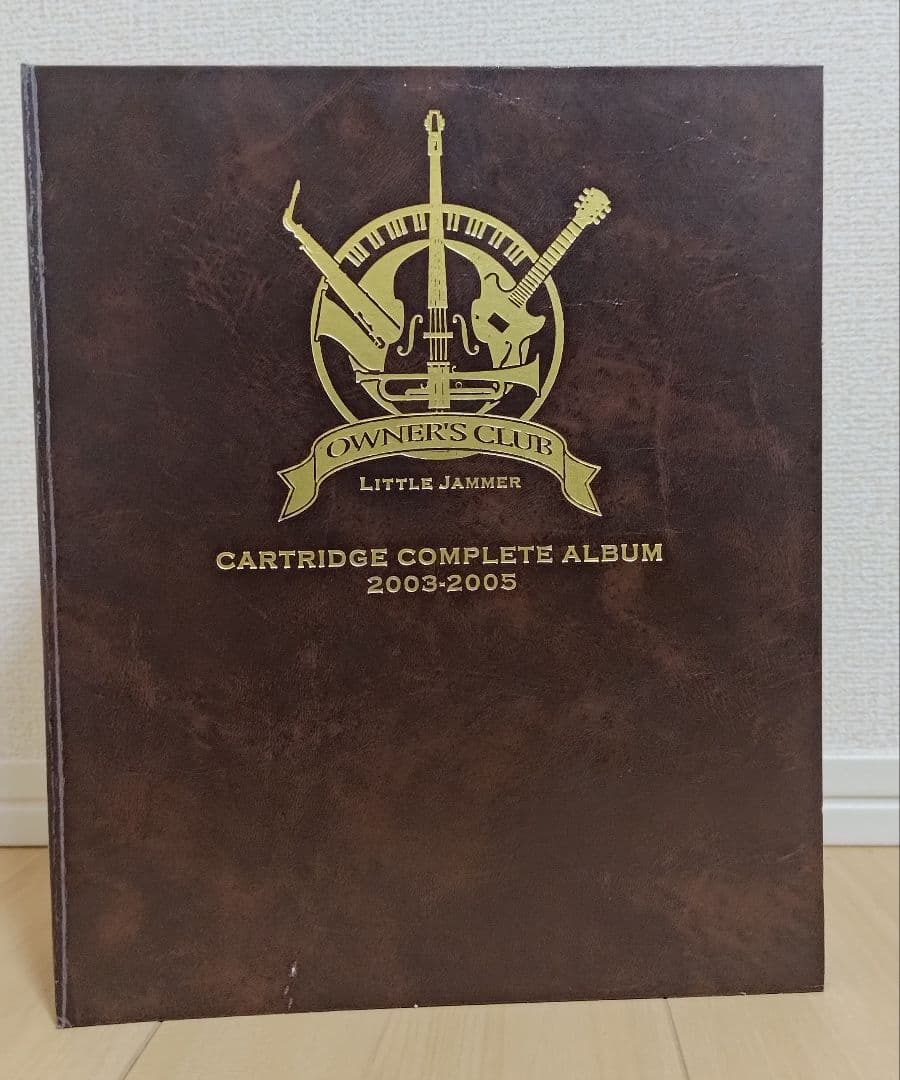 OWNER'S CLUB
LITTLE JAMMER
CARTRIDGE COMPLETE ALBUM
2003-2005